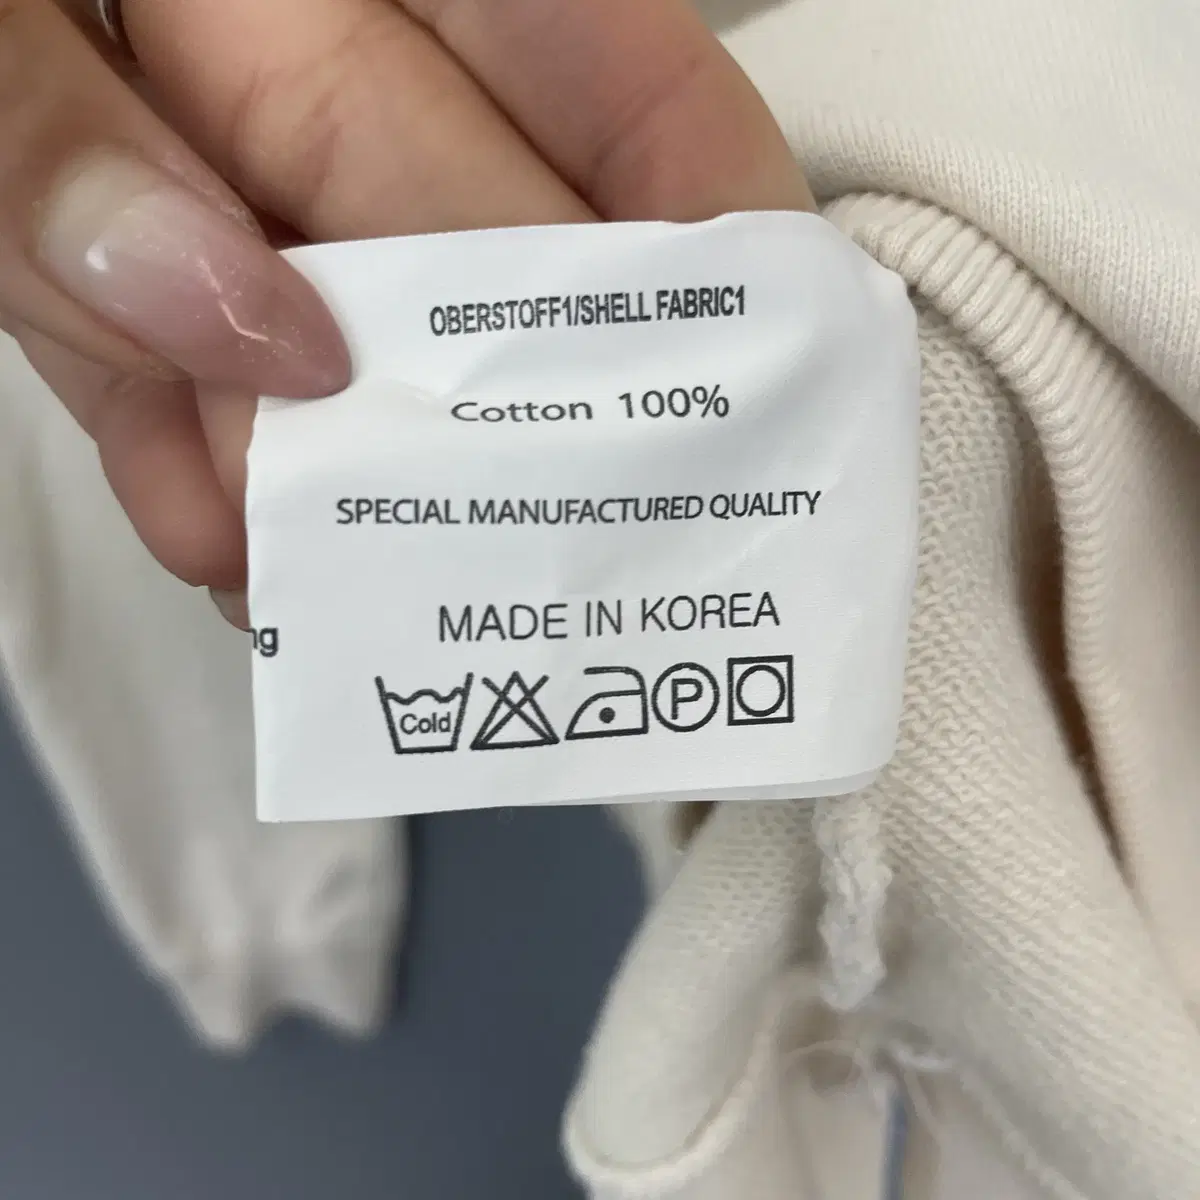 OBERSTOFF1/SHELL FABRIC1
Cotton 100%
SPECIAL MANUFACTURED QUALITY
MADE IN KOREA
Cold P